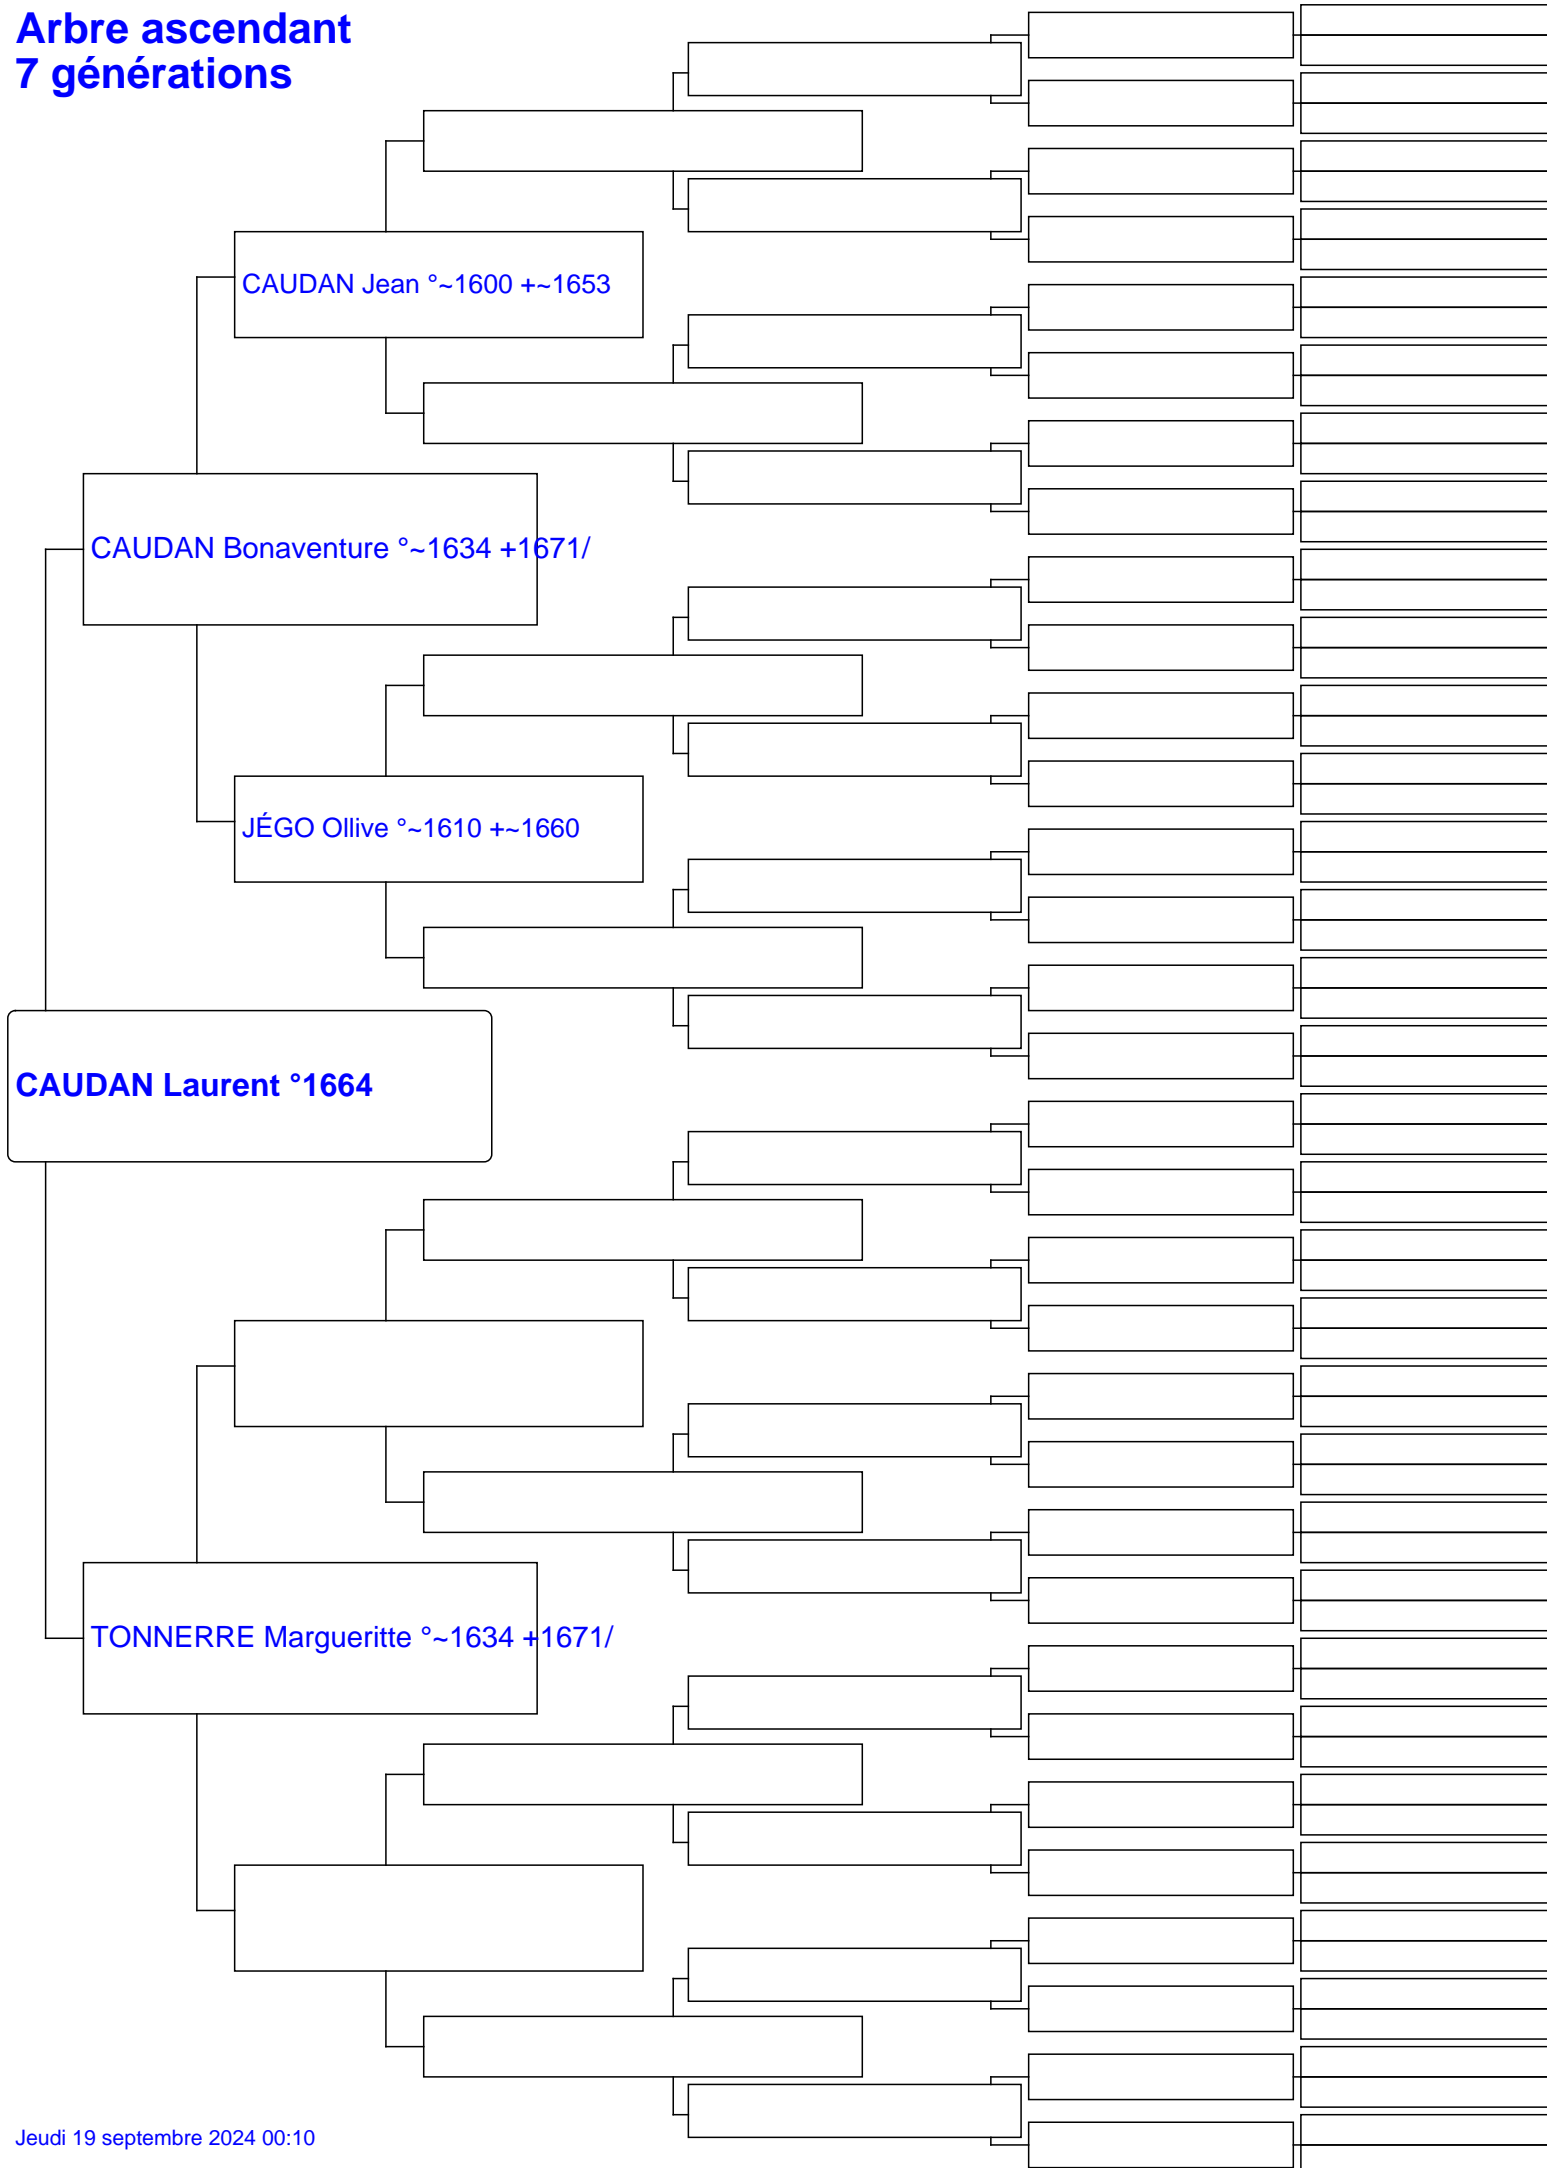 Arbre ascendant
7 générations
CAUDAN Jean °~1600 +~1653
CAUDAN Bonaventure °~1634 +1671/
JÉGO Ollive °~1610 +~1660
CAUDAN Laurent °1664
TONNERRE Margueritte °~1634 +1671/
Jeudi 19 septembre 2024 00:10